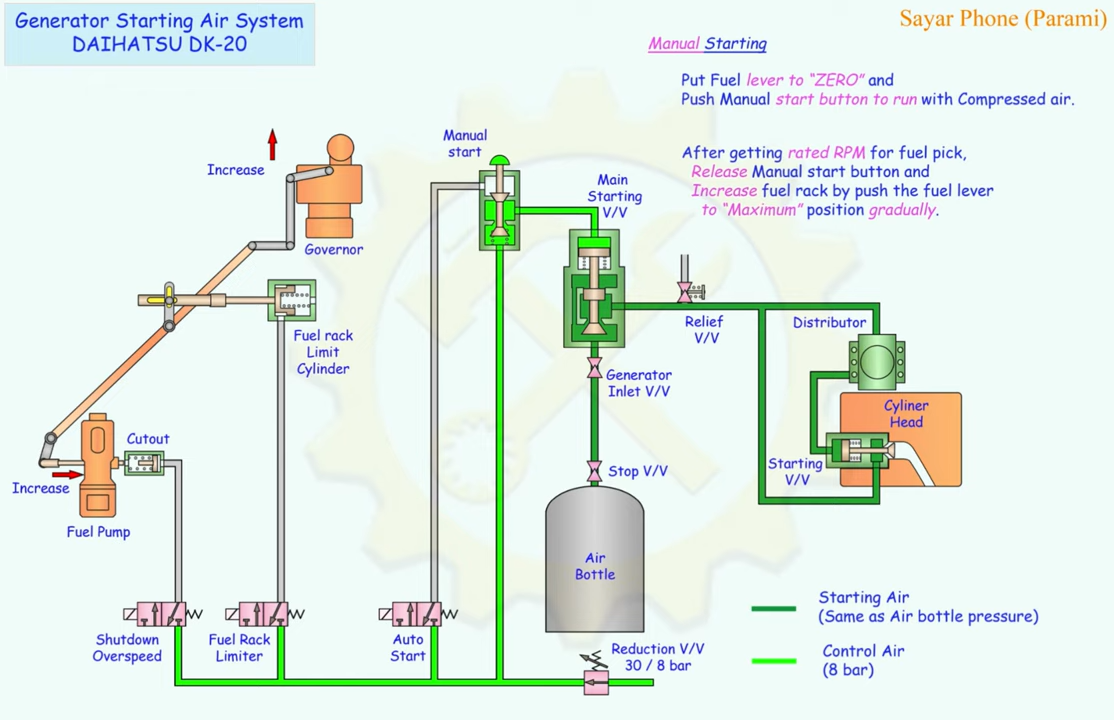 Generator Starting Air System
DAIHATSU DK-20
Sayar Phone (Parami)
Manual Starting
Put Fuel lever to “ZERO” and
Push Manual start button to run with Compressed air.
After getting rated RPM for fuel pick,
Release Manual start button and
Increase fuel rack by push the fuel lever
to “Maximum” position gradually.
Manual
start
Increase
Main
Starting
V/V
Governor
Relief
V/V
Distributor
Fuel rack
Limit
Cylinder
Generator
Inlet V/V
Cyliner
Head
Cutout
Starting
V/V
Stop V/V
Increase
Fuel Pump
Air
Bottle
Starting Air
(Same as Air bottle pressure)
Shutdown
Overspeed
Fuel Rack
Limiter
Auto
Start
Reduction V/V
30 / 8 bar
Control Air
(8 bar)